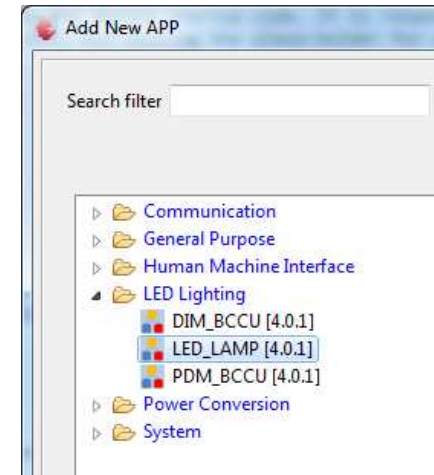 Add New APP
Search filter
Communication
General Purpose
Human Machine Interface
LED Lighting
DIM_BCCU [4.0.1]
LED_LAMP [4.0.1]
PDM_BCCU [4.0.1]
Power Conversion
System